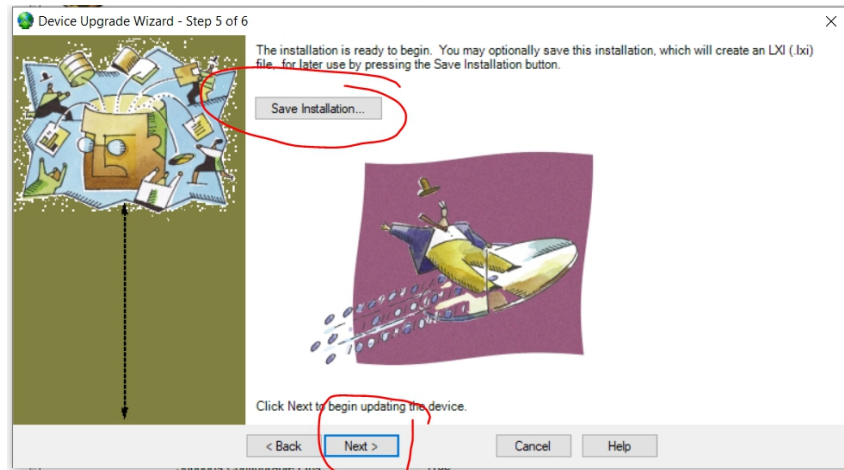 Device Upgrade Wizard - Step 5 of 6
The installation is ready to begin. You may optionally save this installation, which will create an LXI (.lxi)
file, for later use by pressing the Save Installation button.
Save Installation...
Click Next to begin updating the device.
< Back
Next >
Cancel
Help